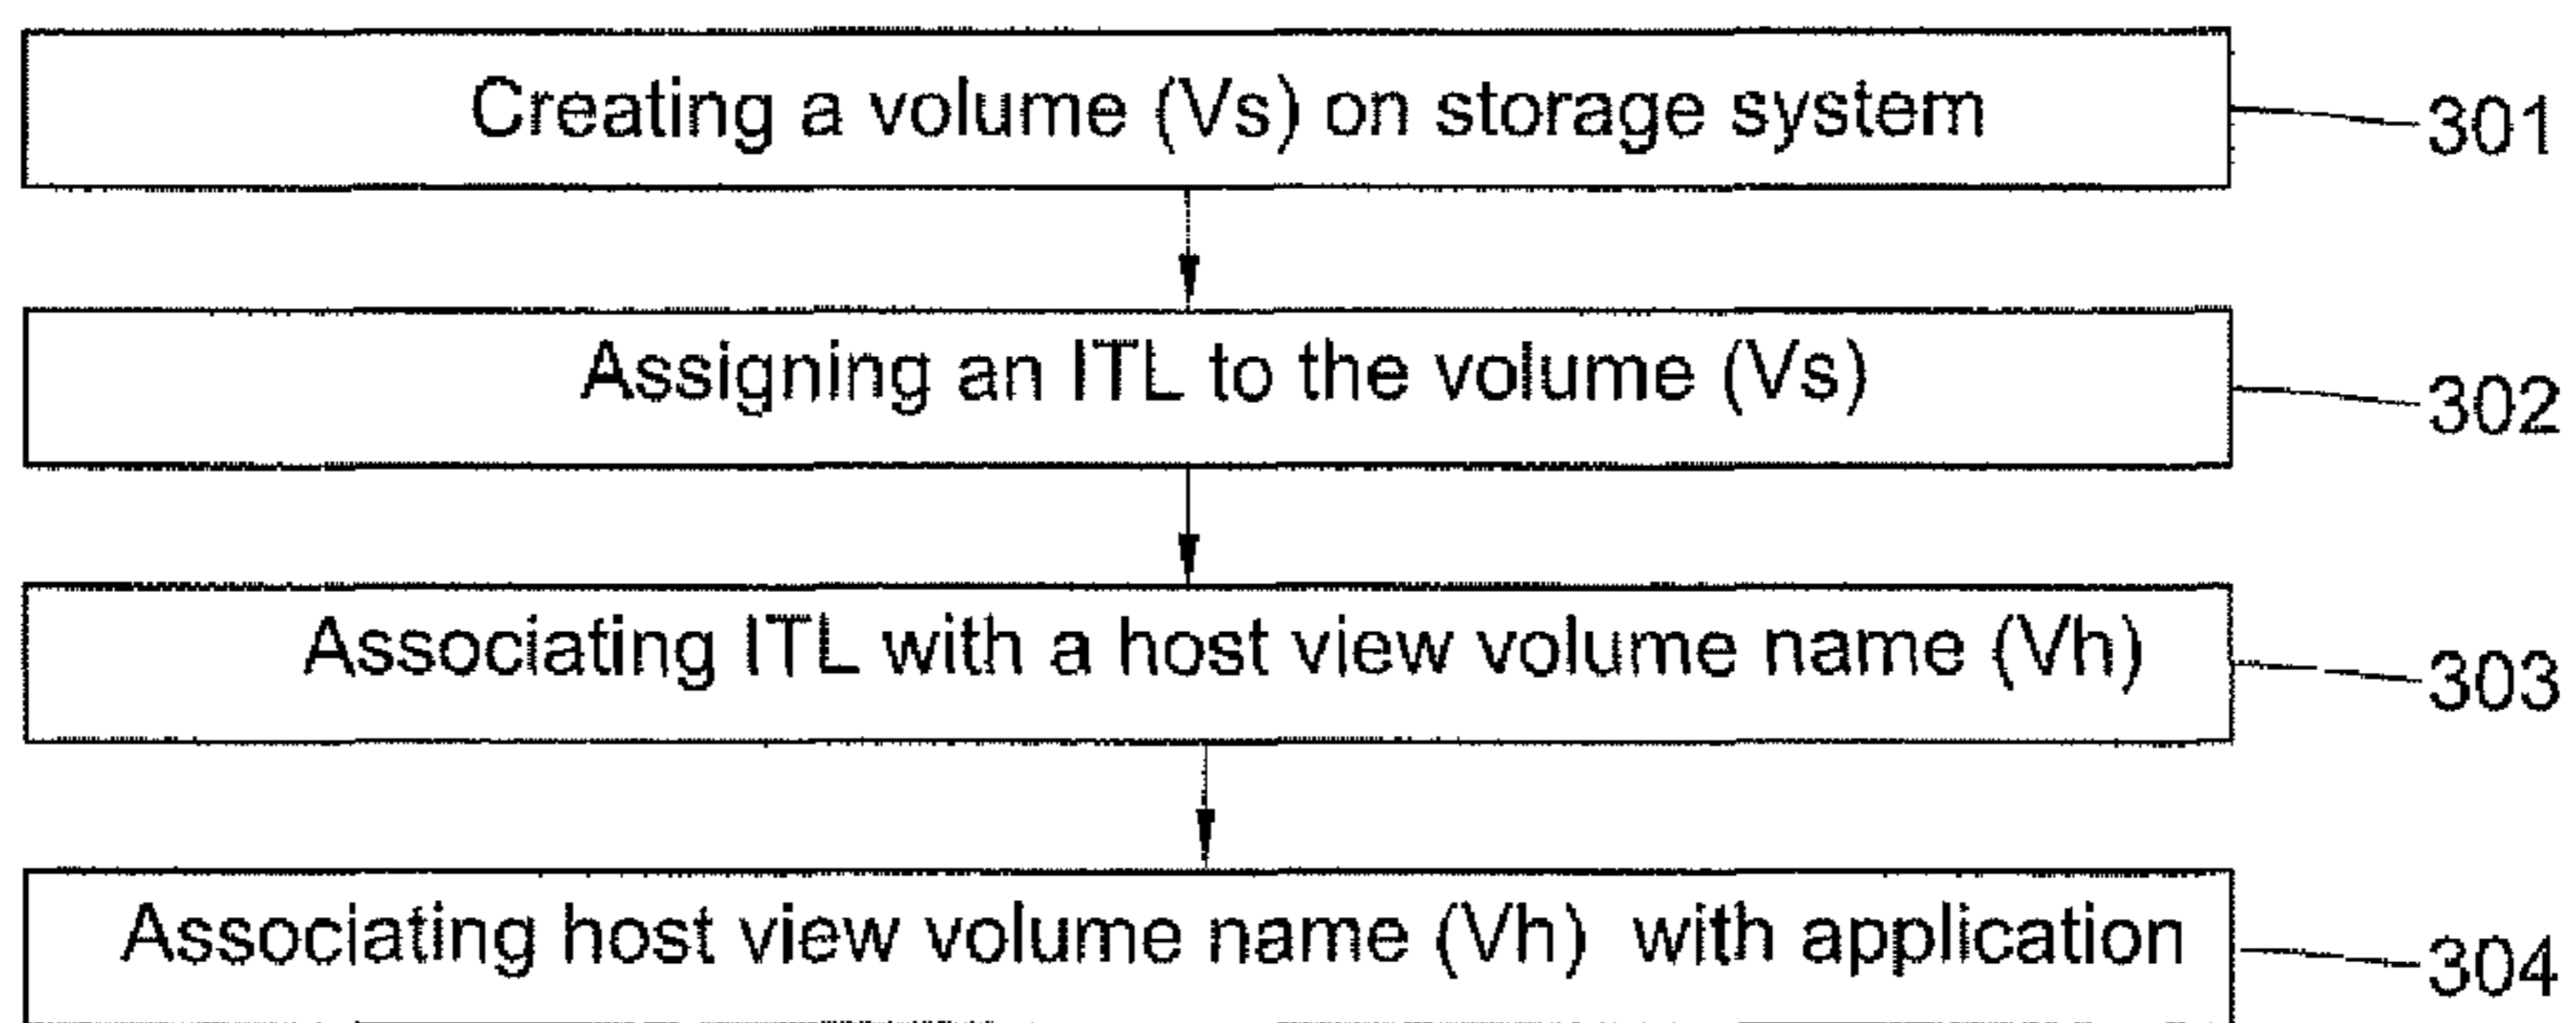 Creating a volume (Vs) on storage system
301
Assigning an ITL to the volume (Vs)
302
Associating ITL with a host view volume name (Vh)
303
Associating host view volume name (Vh) with application
304